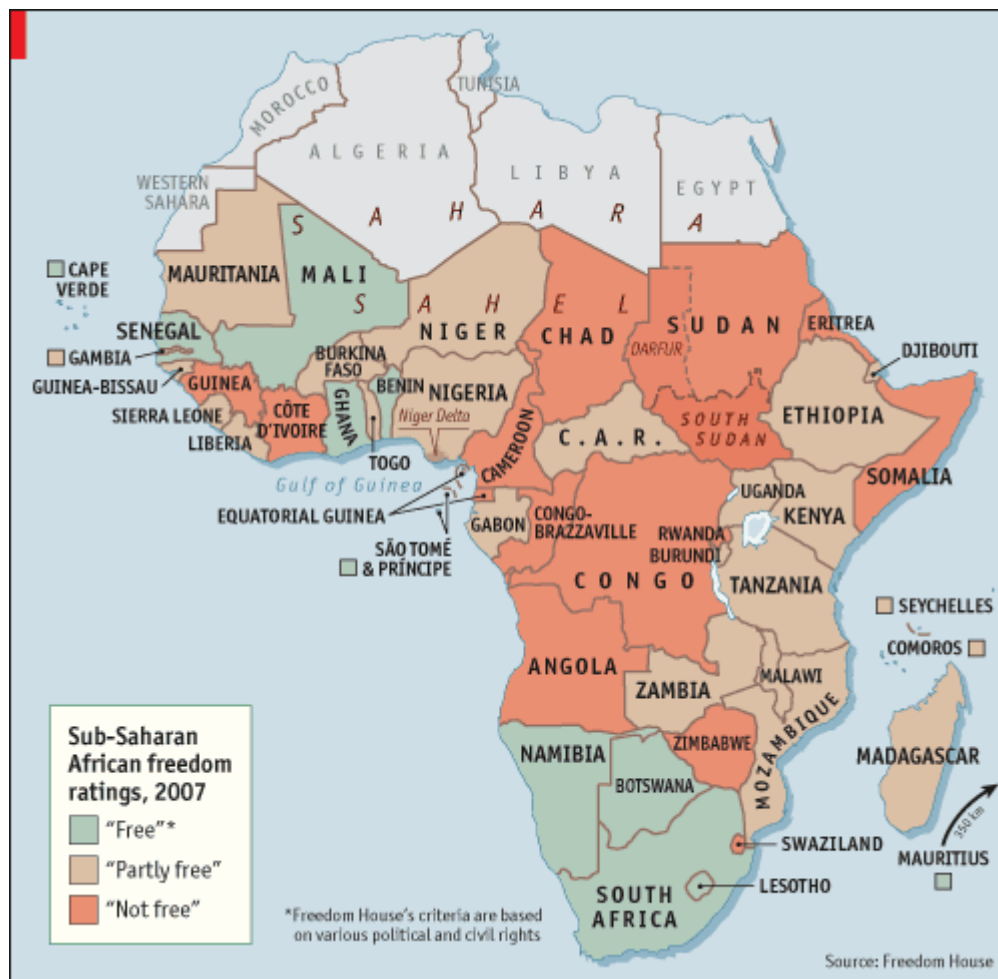 MOROCCO
TUNISIA
ALGERIA
LIBYA
EGYPT
WESTERN
SAHARA
S A H A R A
CAPE
VERDE
MAURITANIA
MALI
S A H E L
NIGER
CHAD
SUDAN
ERITREA
DARFUR
DJIBOUTI
SENEGAL
GAMBIA
GUINEA-BISSAU
GUINEA
BURKINA
FASO
BENIN
NIGERIA
SIERRA LEONE
CÔTE
D'IVOIRE
GHANA
Niger Delta
LIBERIA
TOGO
CAMEROON
C.A.R.
SOUTH
SUDAN
ETHIOPIA
SOMALIA
Gulf of Guinea
EQUATORIAL GUINEA
GABON
CONGO-
BRAZZAVILLE
UGANDA
KENYA
RWANDA
BURUNDI
SÃO TOMÉ
& PRÍNCIPE
CONGO
TANZANIA
SEYCHELLES
COMOROS
ANGOLA
ZAMBIA
MALAWI
MOZAMBIQUE
ZIMBABWE
NAMIBIA
BOTSWANA
MADAGASCAR
350 km
MAURITIUS
SWAZILAND
LESOTHO
SOUTH
AFRICA
Sub-Saharan
African freedom
ratings, 2007
"Free"*
"Partly free"
"Not free"
*Freedom House's criteria are based
on various political and civil rights
Source: Freedom House